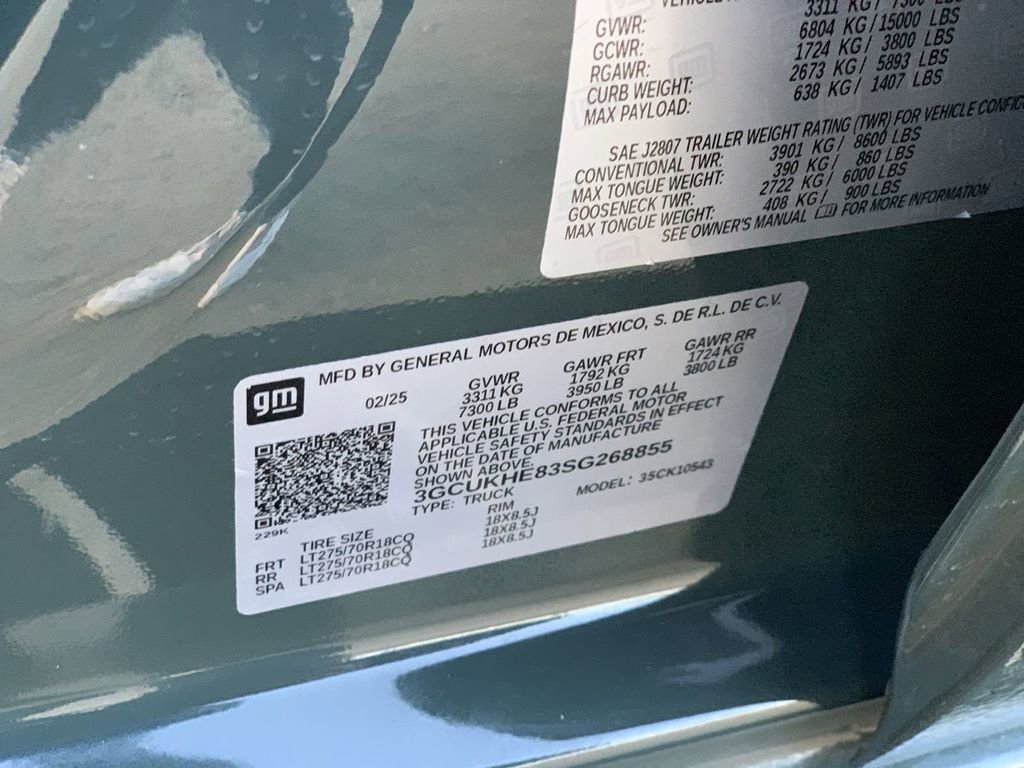 3311 KG / 7300 LBS
GVWR: 6804 KG / 15000 LBS
GCWR: 1724 KG / 3800 LBS
RGAWR: 2673 KG / 5893 LBS
CURB WEIGHT: 638 KG / 1407 LBS
MAX PAYLOAD:
SAE J2807 TRAILER WEIGHT RATING (TWR) FOR VEHICLE
CONVENTIONAL TWR: 3901 KG / 8600 LBS
MAX TONGUE WEIGHT: 390 KG / 860 LBS
GOOSENECK TWR: 2722 KG / 6000 LBS
MAX TONGUE WEIGHT: 408 KG / 900 LBS
SEE OWNER'S MANUAL FOR MORE INFORMATION
gm
MFD BY GENERAL MOTORS DE MEXICO, S. DE R.L. DE C.V.
02/25 GVWR GAWR FRT GAWR RR
3311 KG 1792 KG 1724 KG
7300 LB 3950 LB 3800 LB
THIS VEHICLE CONFORMS TO ALL
APPLICABLE U.S. FEDERAL MOTOR
VEHICLE SAFETY STANDARDS IN EFFECT
ON THE DATE OF MANUFACTURE
SHOWN ABOVE.
3GCUKHE83SG268855
TYPE: TRUCK MODEL: 35CK10543
229K
TIRE SIZE RIM
FRT LT275/70R18CQ 18X8.5J
RR LT275/70R18CQ 18X8.5J
SPA LT275/70R18CQ 18X8.5J